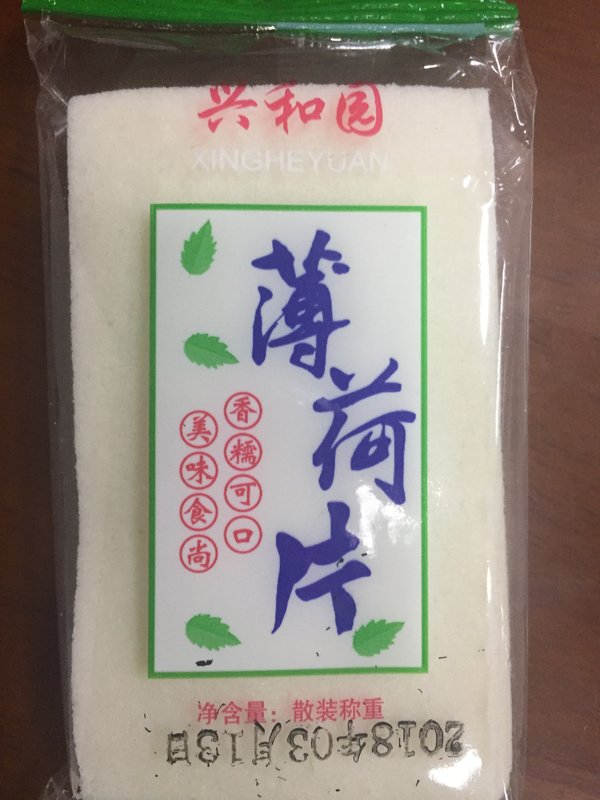 兴和园
XINGHEYUAN
薄荷片
香糯可口
美味食尚
净含量：散装称重
2018年03月13日